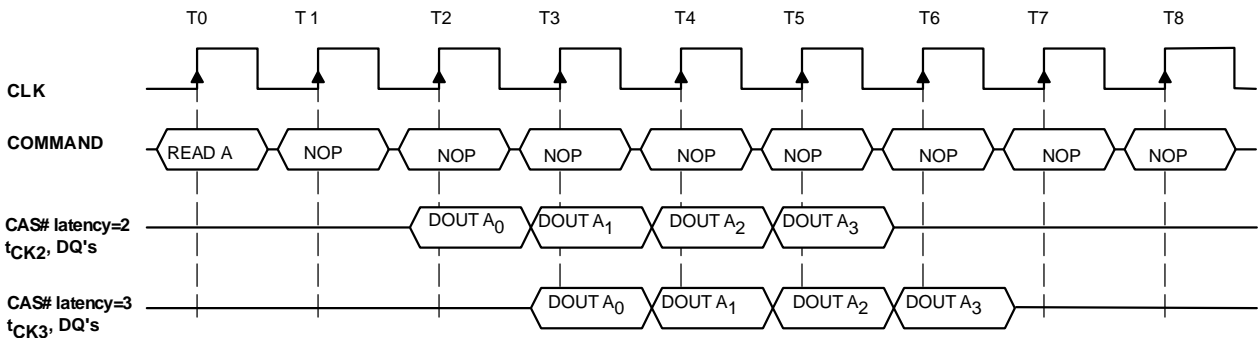 T0 T 1 T2 T3 T4 T5 T6 T7 T8
CLK
COMMAND READ A NOP NOP NOP NOP NOP NOP NOP NOP
CAS# latency=2 DOUT A0 DOUT A1 DOUT A2 DOUT A3
tCK2, DQ's
CAS# latency=3 DOUT A0 DOUT A1 DOUT A2 DOUT A3
tCK3, DQ's